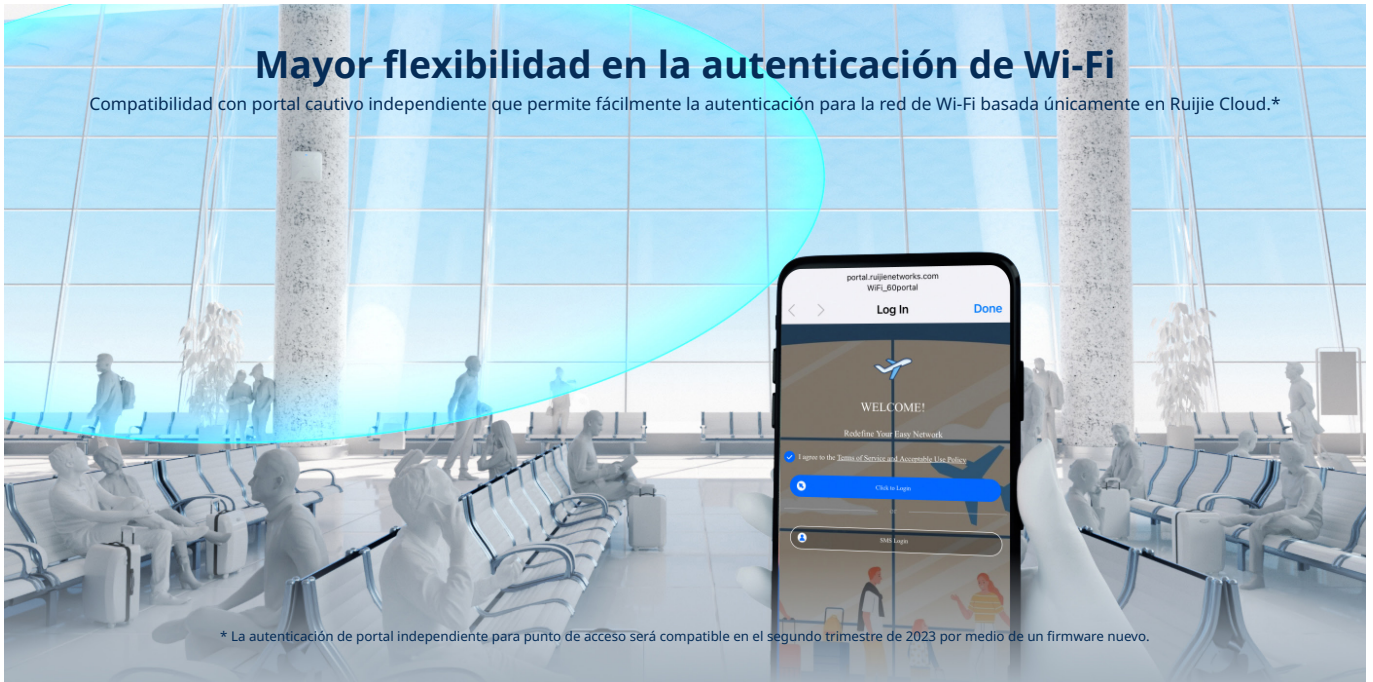 Mayor flexibilidad en la autenticación de Wi-Fi
Compatibilidad con portal cautivo independiente que permite fácilmente la autenticación para la red de Wi-Fi basada únicamente en Ruijie Cloud.*
portal.ruijienetworks.com
WiFi_60portal
Log In
Done
WELCOME!
Redefine Your Easy Network
I agree to the Terms of Service and Acceptable Use Policy
Click to Login
SMS Login
* La autenticación de portal independiente para punto de acceso será compatible en el segundo trimestre de 2023 por medio de un firmware nuevo.